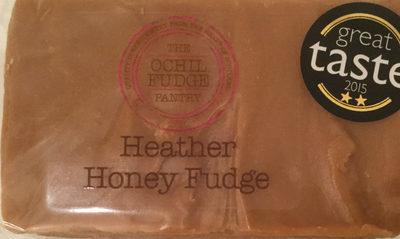 THE
OCHIL
FUDGE
PANTRY
Heather
Honey Fudge
great
taste
2015